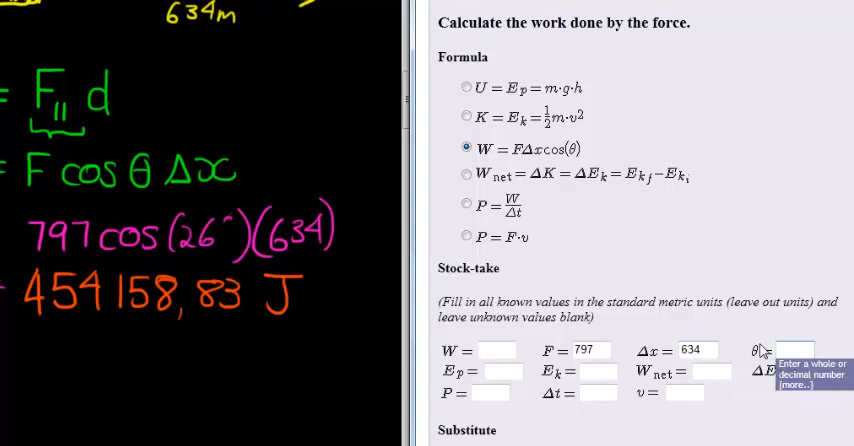 634m
= F|| d
= F cos θ Δx
797 cos (26°)(634)
454 158,83 J
Calculate the work done by the force.
Formula
U = Ep = m·g·h
K = Ek = 1/2 m·v²
W = FΔx cos(θ)
Wnet = ΔK = ΔEk = Ekf − Eki
P = W/Δt
P = F·v
Stock-take
(Fill in all known values in the standard metric units (leave out units) and
leave unknown values blank)
W = F = 797 Δx = 634 θ =
Ep = Ek = Wnet = ΔE
P = Δt = v =
Enter a whole or
decimal number
[more..]
Substitute